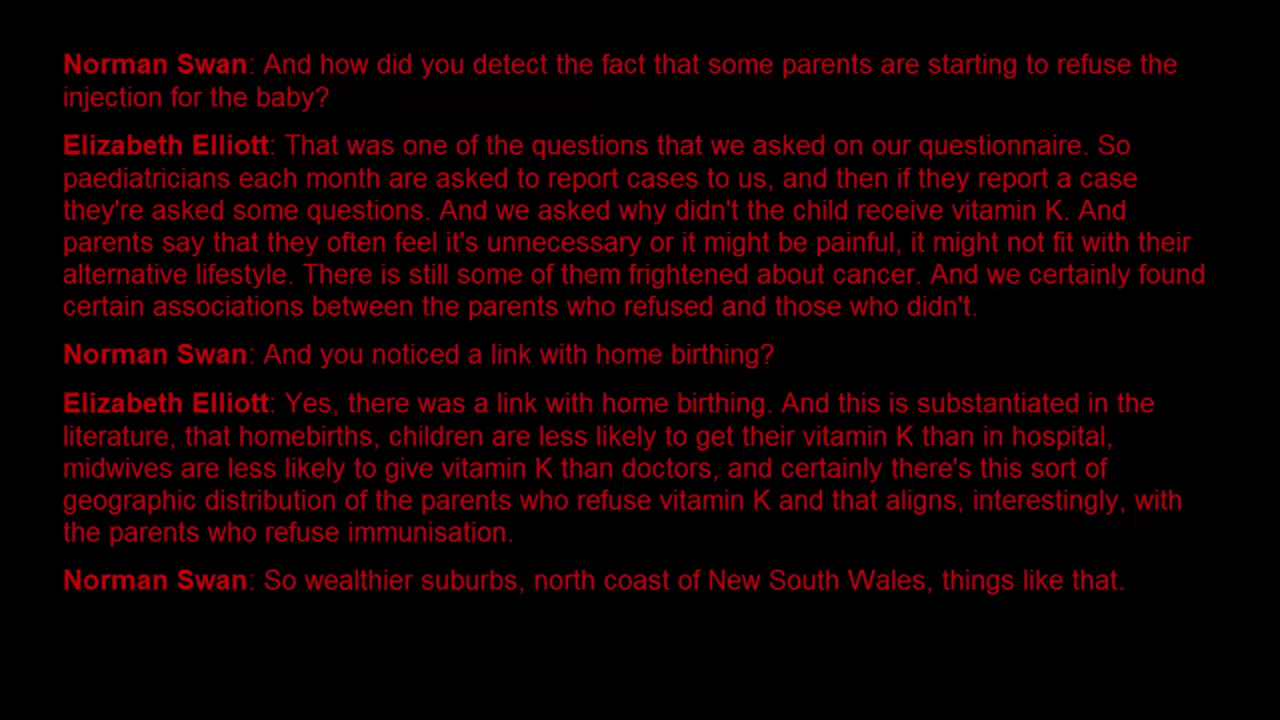 Norman Swan: And how did you detect the fact that some parents are starting to refuse the
injection for the baby?
Elizabeth Elliott: That was one of the questions that we asked on our questionnaire. So
paediatricians each month are asked to report cases to us, and then if they report a case
they're asked some questions. And we asked why didn't the child receive vitamin K. And
parents say that they often feel it's unnecessary or it might be painful, it might not fit with their
alternative lifestyle. There is still some of them frightened about cancer. And we certainly found
certain associations between the parents who refused and those who didn't.
Norman Swan: And you noticed a link with home birthing?
Elizabeth Elliott: Yes, there was a link with home birthing. And this is substantiated in the
literature, that homebirths, children are less likely to get their vitamin K than in hospital,
midwives are less likely to give vitamin K than doctors, and certainly there's this sort of
geographic distribution of the parents who refuse vitamin K and that aligns, interestingly, with
the parents who refuse immunisation.
Norman Swan: So wealthier suburbs, north coast of New South Wales, things like that.